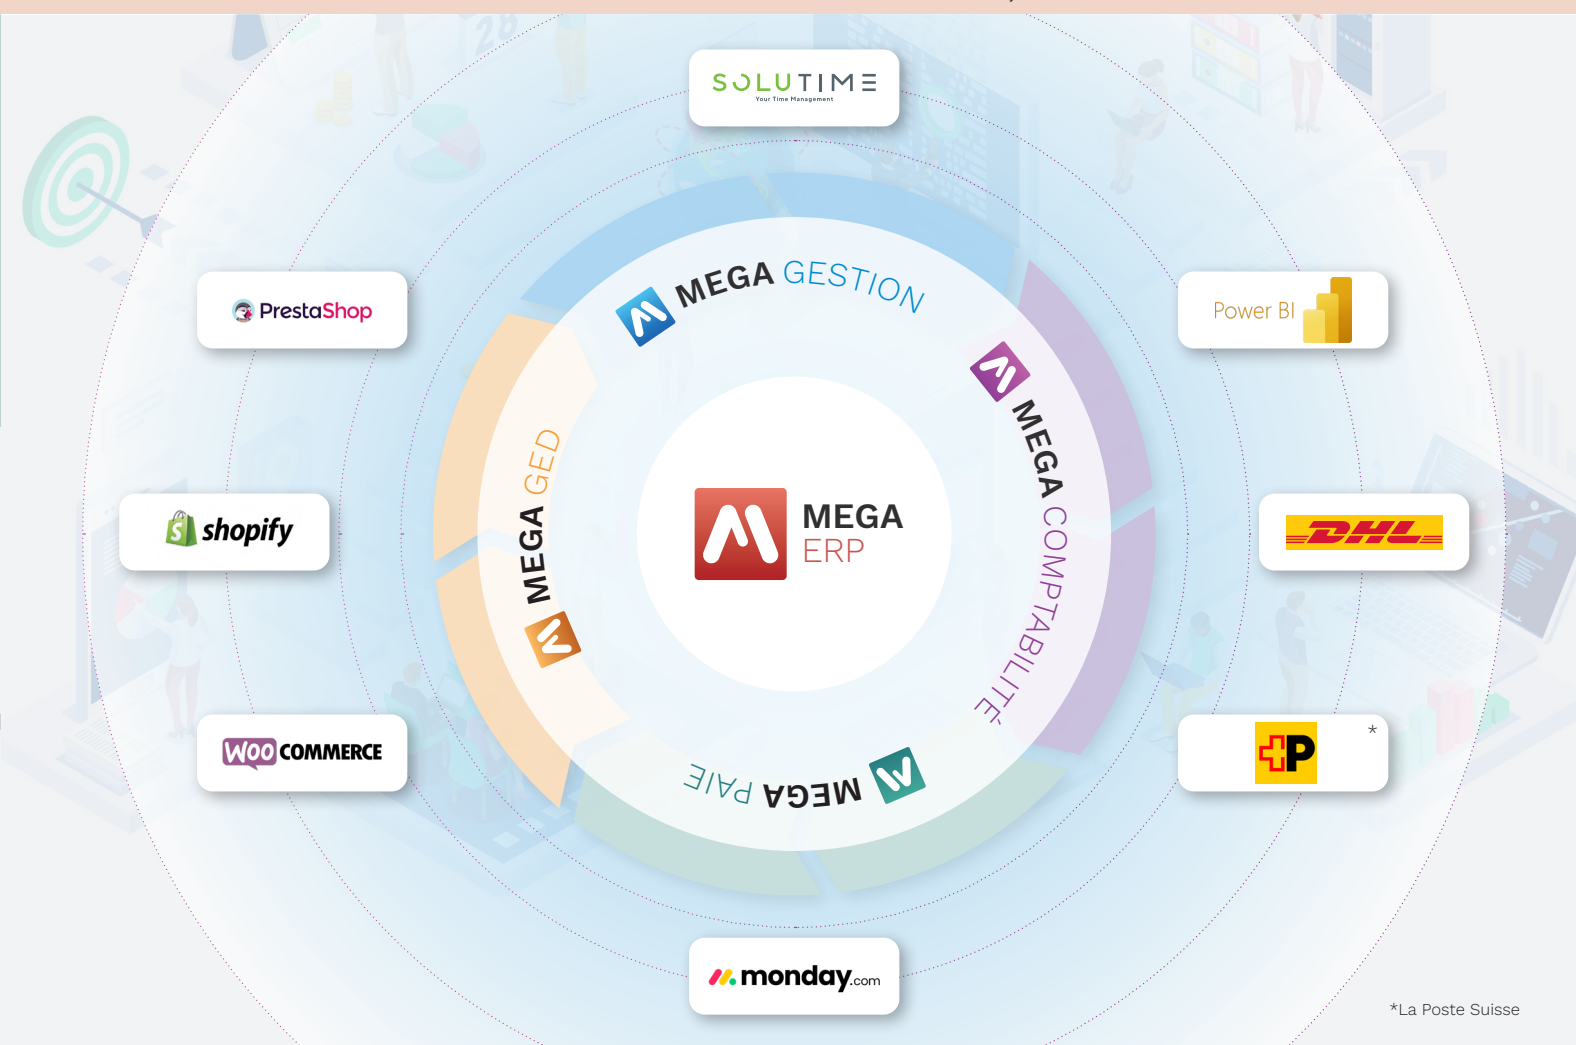 SOLUTIME
Your Time Management
PrestaShop
Power BI
MEGA GESTION
MEGA COMPTABILITÉ
MEGA GED
MEGA
ERP
shopify
DHL
WOO COMMERCE
P
*
MEGA PAIE
monday.com
*La Poste Suisse
28